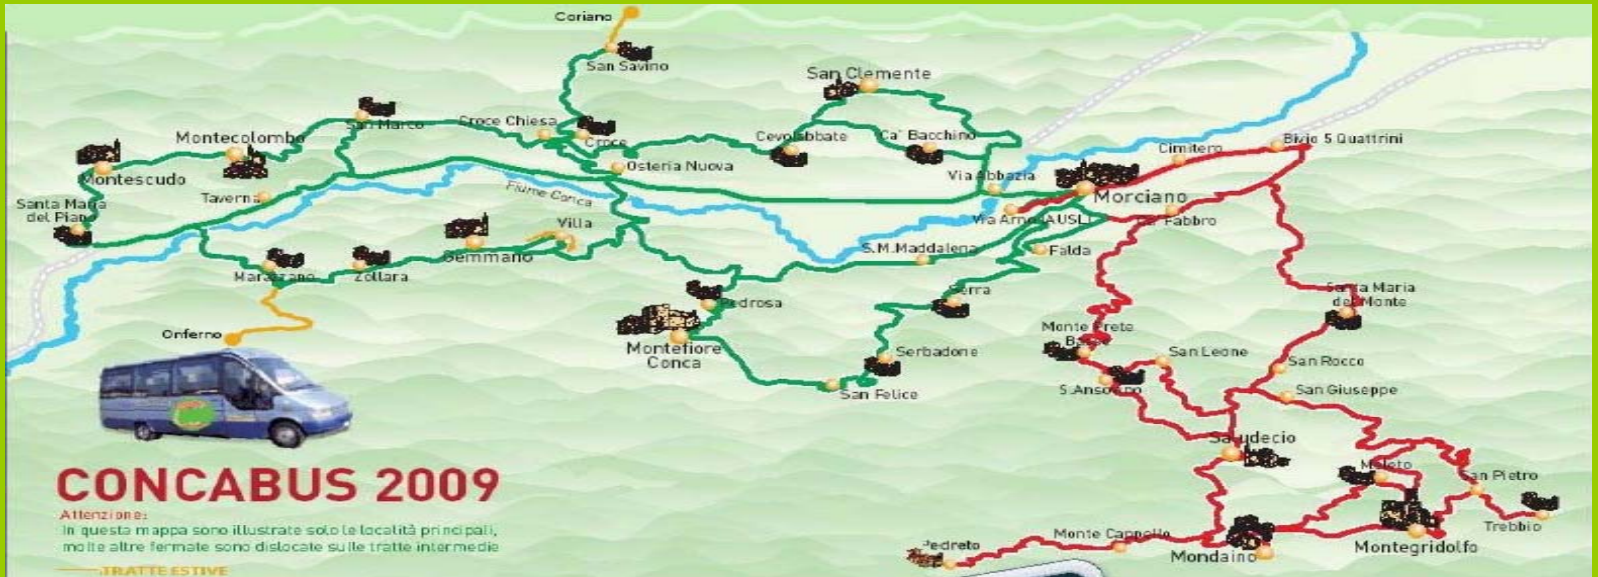 Coriano
San Savino
San Clemente
San Marco
Croce Chiesa
Croce
Montecolombo
Cevolabbate
Ca' Bacchino
Cimitero
Bivio 5 Quattrini
Montescudo
Osteria Nuova
Via Abbazia
Taverna
Fiume Conca
Morciano
Santa Maria
del Piano
Villa
Via Arno (AUSL)
Fabbro
Gemmano
S.M.Maddalena
Falda
Marazzano
Zollara
Serra
Santa Maria
del Monte
Pedrosa
Onferno
Monte Prete
Basso
Montefiore
Conca
Serbadone
San Leone
San Rocco
S.Ansovino
San Giuseppe
San Felice
Saludecio
Meleto
San Pietro
Trebbio
Monte Cappello
Pedreto
Mondaino
Montegridolfo
CONCABUS 2009
Attenzione:
In questa mappa sono illustrate solo le località principali,
molte altre fermate sono dislocate sulle tratte intermedie
TRATTE ESTIVE